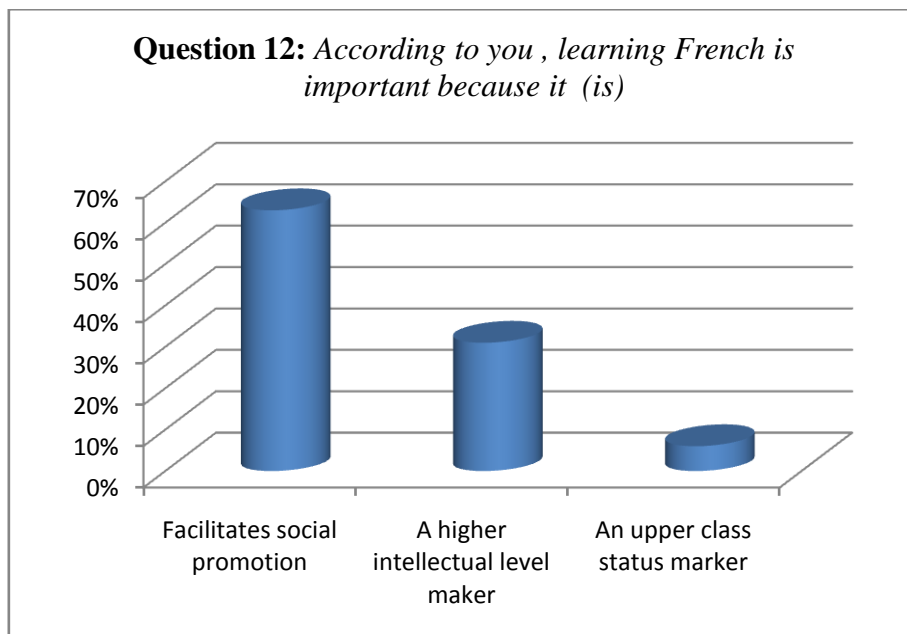 Question 12: According to you , learning French is
important because it (is)
70%
60%
50%
40%
30%
20%
10%
0%
Facilitates social
promotion
A higher
intellectual level
maker
An upper class
status marker